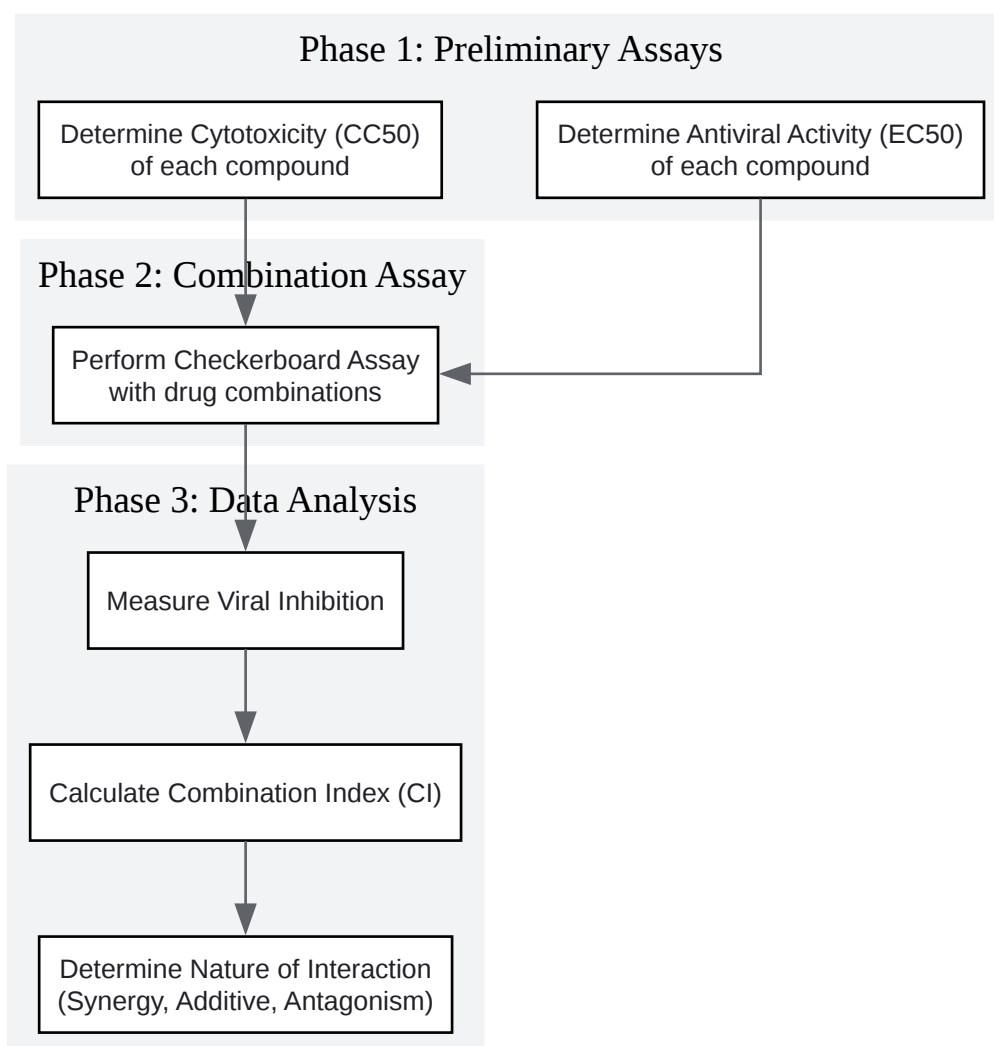 Phase 1: Preliminary Assays
Determine Cytotoxicity (CC50)
of each compound
Determine Antiviral Activity (EC50)
of each compound
Phase 2: Combination Assay
Perform Checkerboard Assay
with drug combinations
Phase 3: Data Analysis
Measure Viral Inhibition
Calculate Combination Index (CI)
Determine Nature of Interaction
(Synergy, Additive, Antagonism)